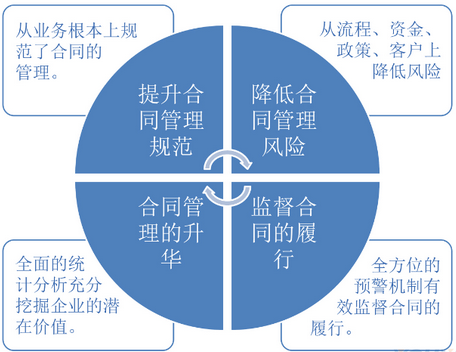 从业务根本上规
范了合同的
管理。
从流程、资金、
政策、客户上
降低风险
提升合
同管理
规范
降低合
同管理
风险
合同管
理的升
华
监督合
同的履
行
全面的统
计分析充分
挖掘企业的潜
在价值。
全方位的
预警机制有
效监督合同的
履行。